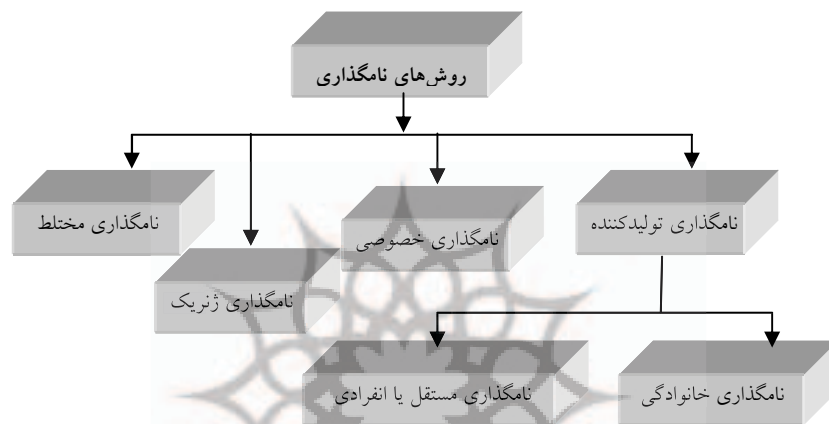 روش‌های نامگذاری
نامگذاری تولیدکننده
نامگذاری خصوصی
نامگذاری ژنریک
نامگذاری مختلط
نامگذاری خانوادگی
نامگذاری مستقل یا انفرادی